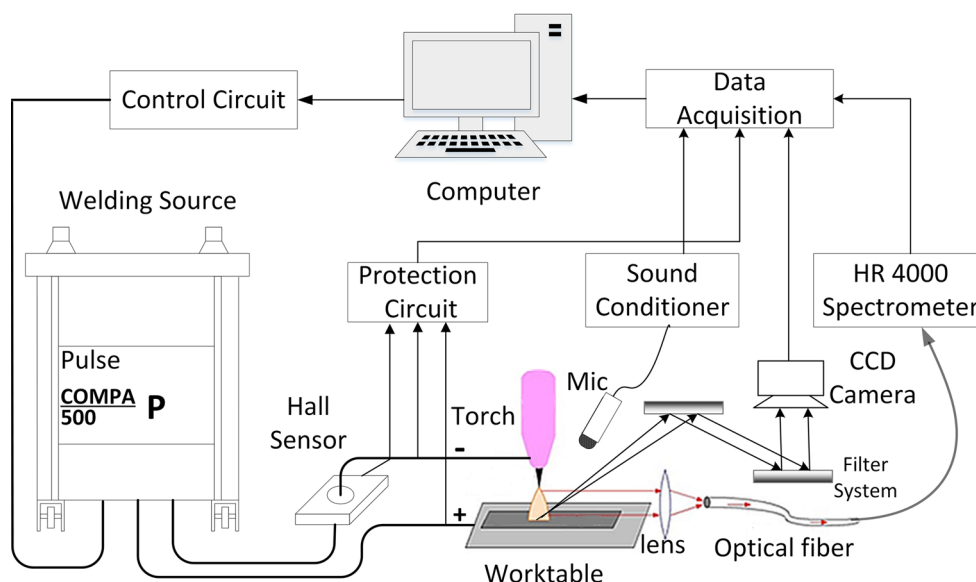 Control Circuit
Computer
Data
Acquisition
Welding Source
Protection
Circuit
Sound
Conditioner
HR 4000
Spectrometer
Pulse
COMPA
500
P
Hall
Sensor
Torch
Mic
CCD
Camera
-
+
Filter
System
lens
Optical fiber
Worktable